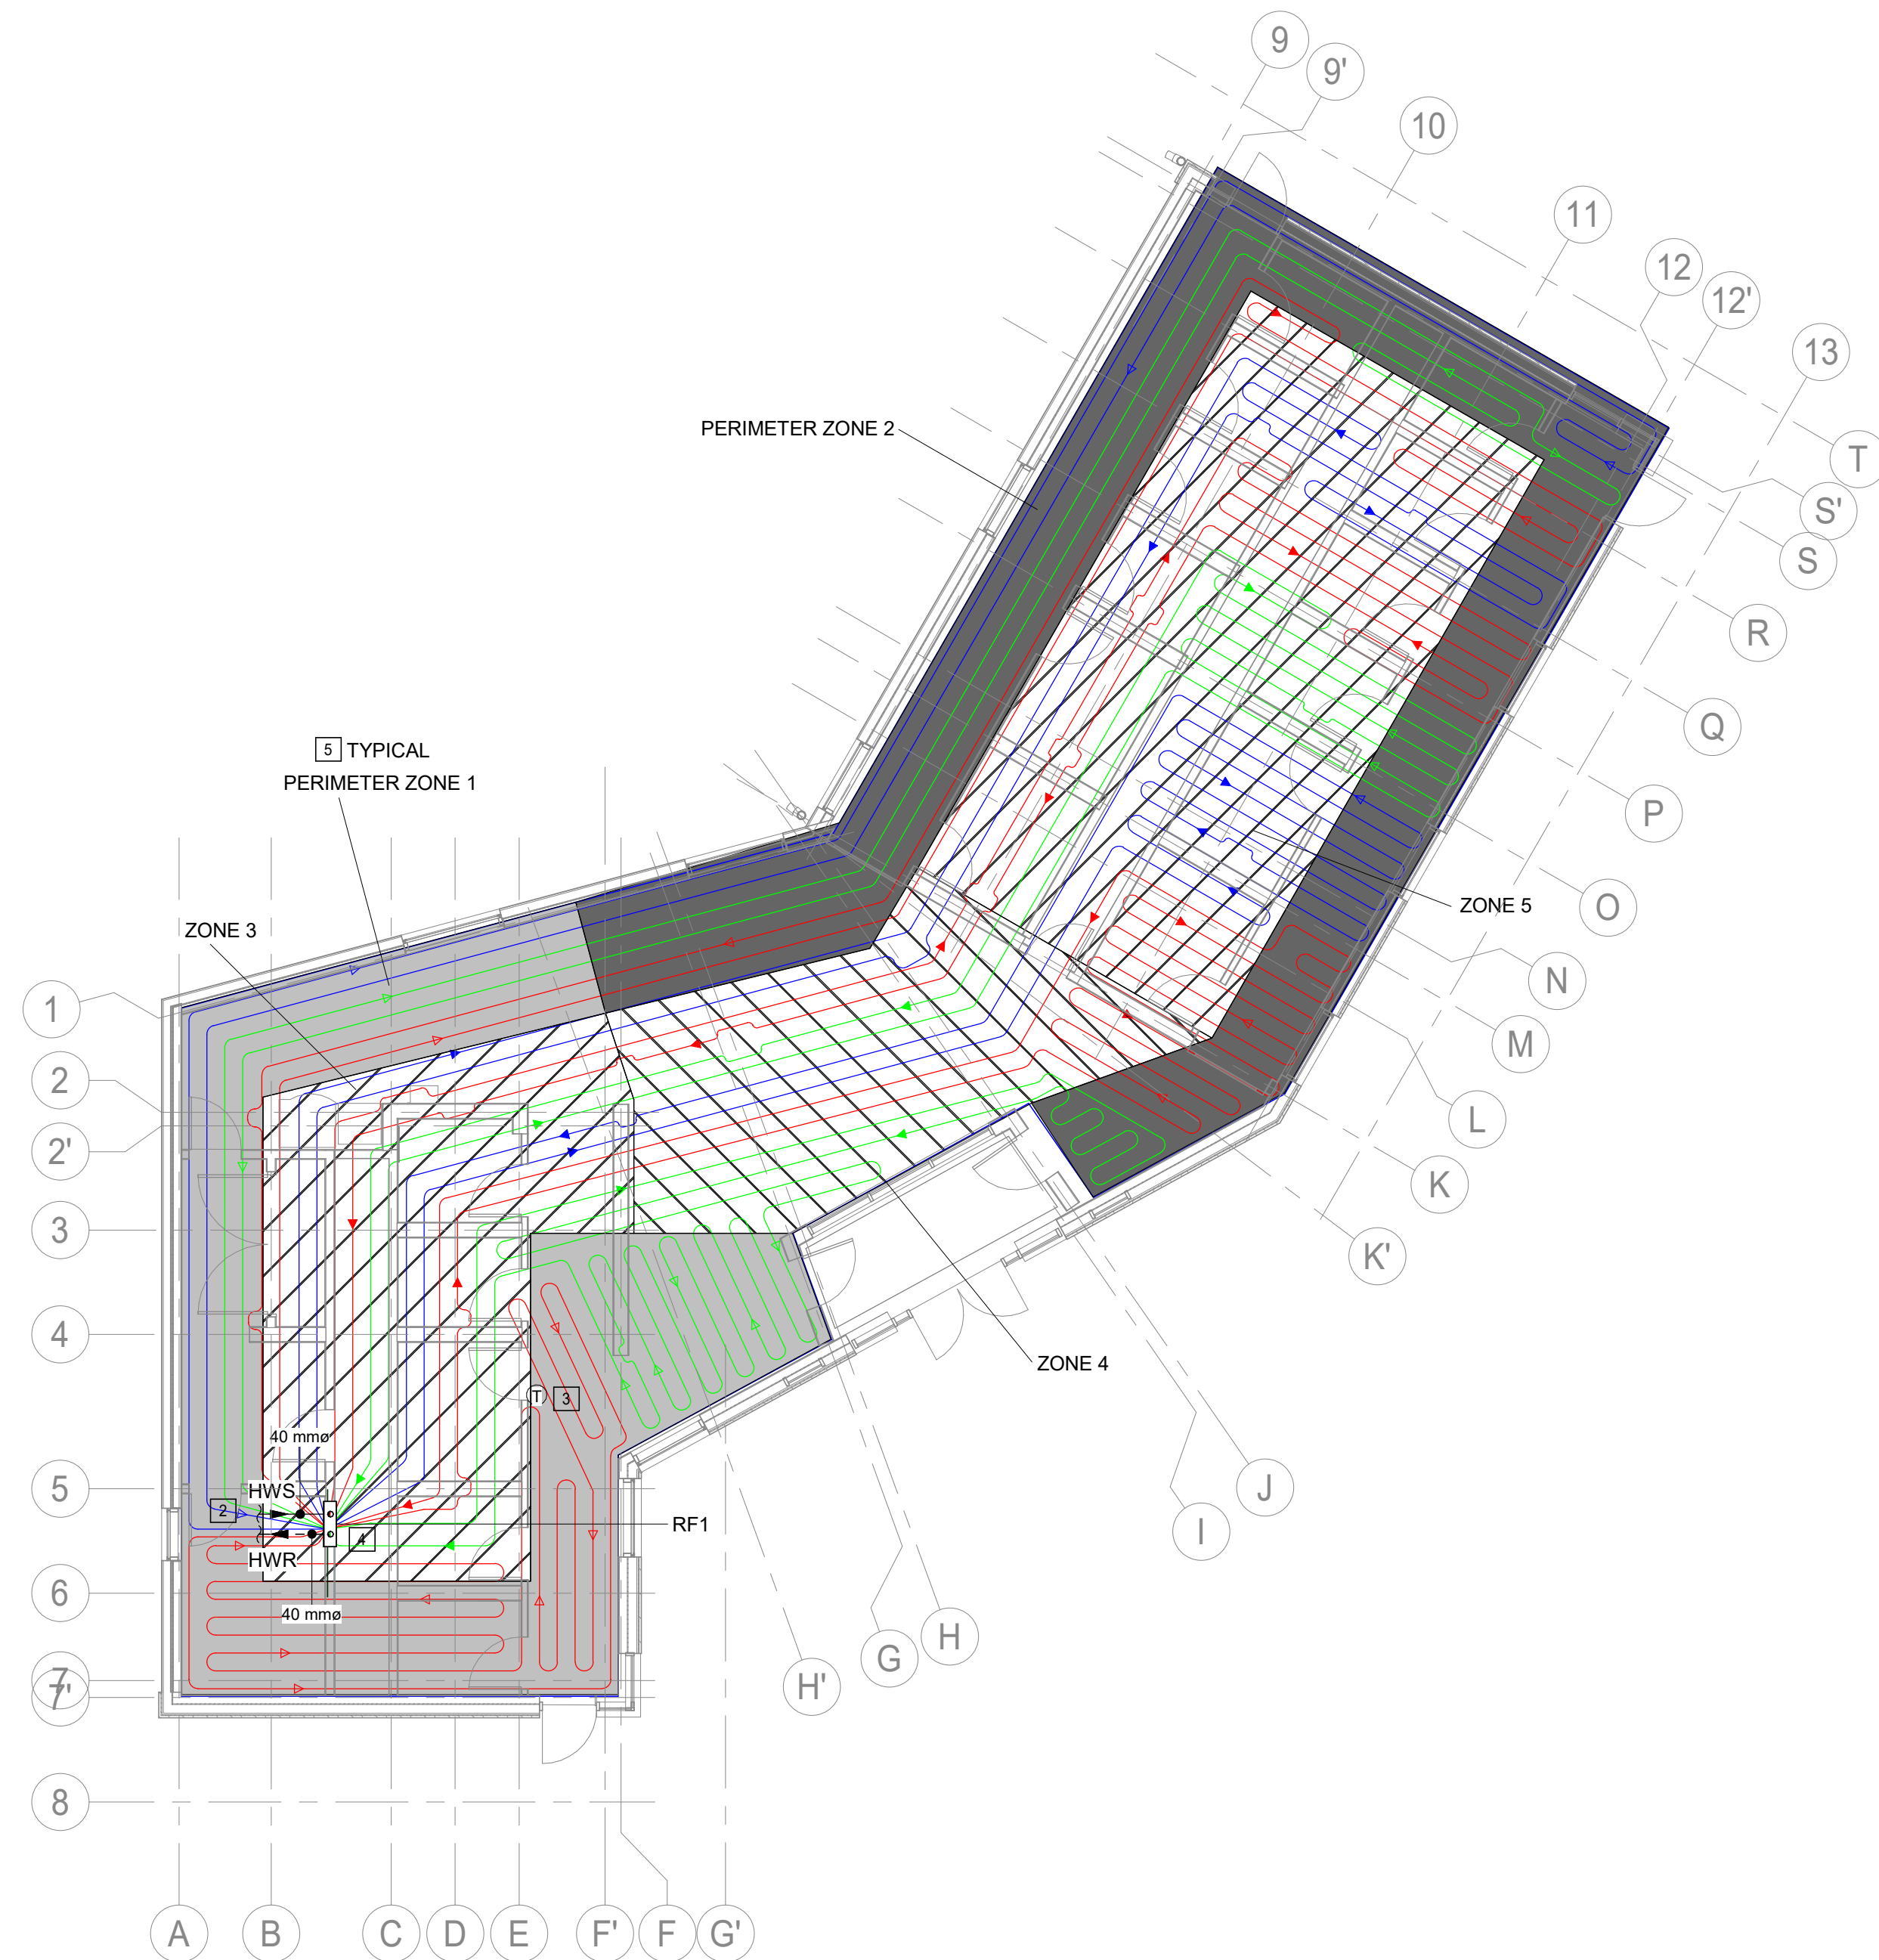 9
9'
10
11
12
12'
13
T
S'
S
R
Q
P
O
N
M
L
K
K'
PERIMETER ZONE 2
5 TYPICAL
PERIMETER ZONE 1
ZONE 3
ZONE 5
1
2
2'
3
4
5
6
7
7'
8
ZONE 4
T 3
40 mmø
HWS
2
4
HWR
RF1
40 mmø
J
I
H
G
H'
A
B
C
D
E
F'
F
G'